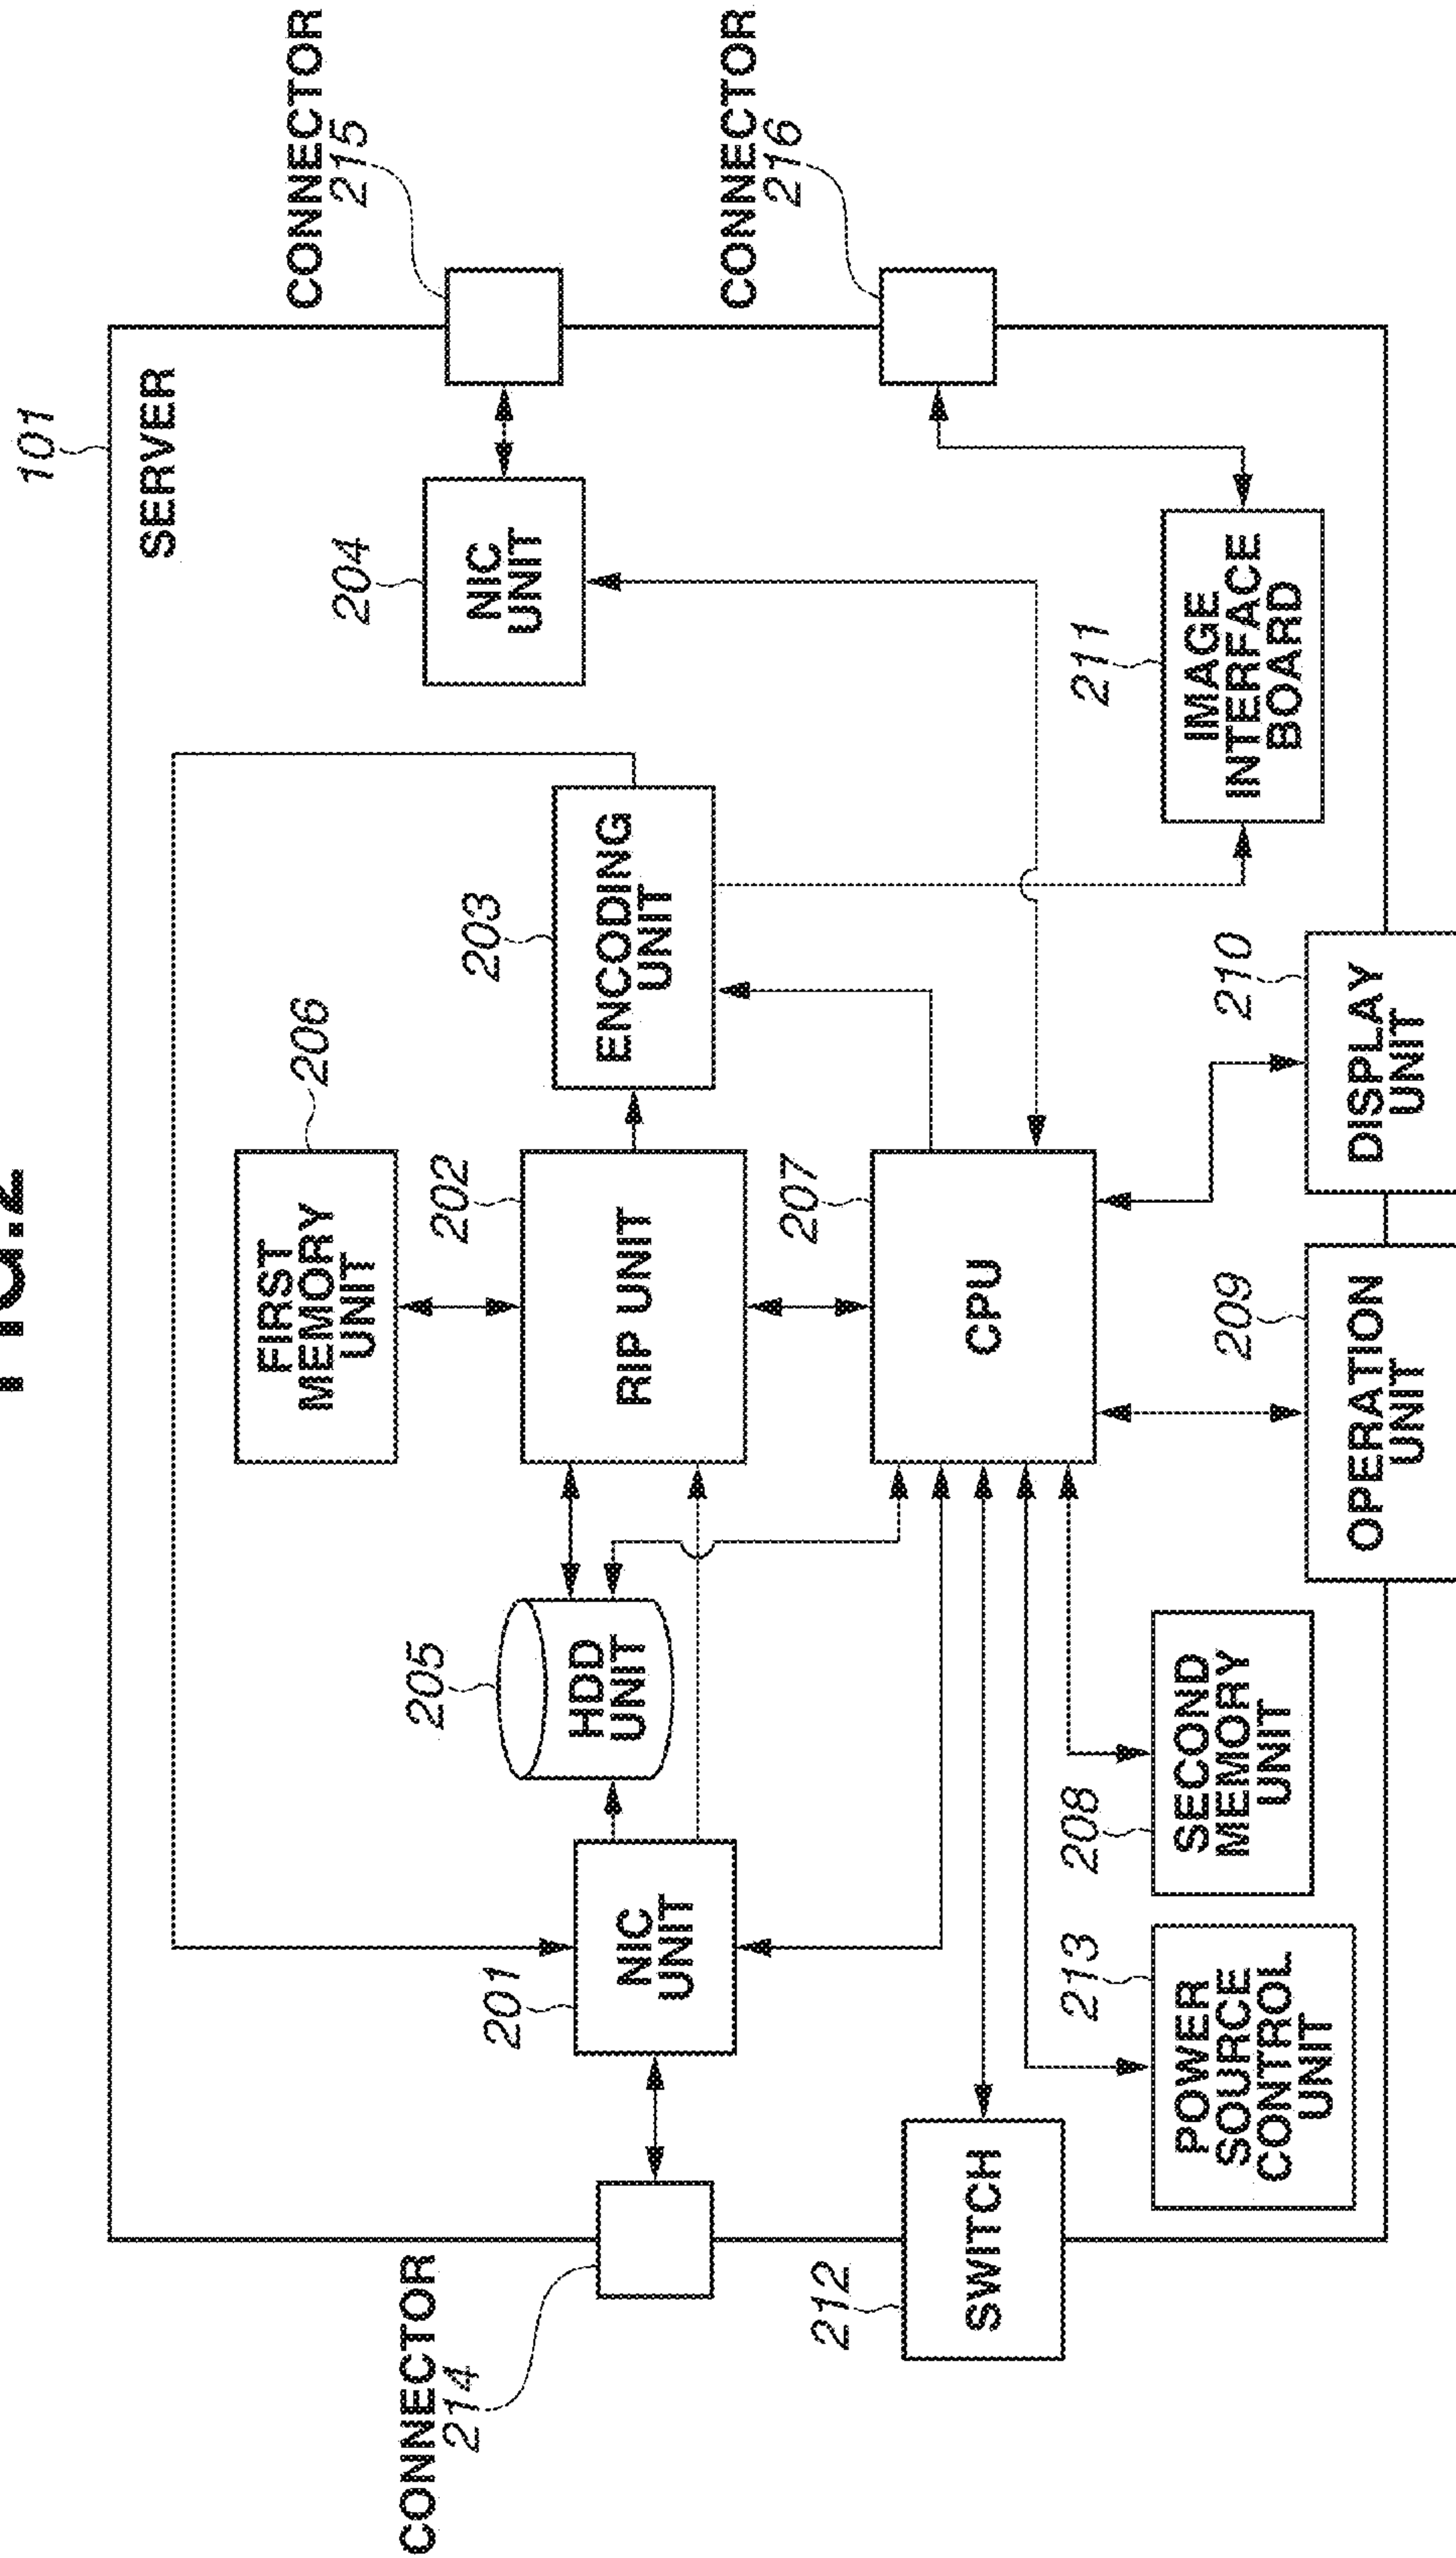 FIG.2
101
SERVER
CONNECTOR
214
CONNECTOR
215
CONNECTOR
216
201
NIC
UNIT
205
HDD
UNIT
206
FIRST
MEMORY
UNIT
202
RIP UNIT
203
ENCODING
UNIT
204
NIC
UNIT
207
CPU
212
SWITCH
213
POWER
SOURCE
CONTROL
UNIT
208
SECOND
MEMORY
UNIT
209
OPERATION
UNIT
210
DISPLAY
UNIT
211
IMAGE
INTERFACE
BOARD